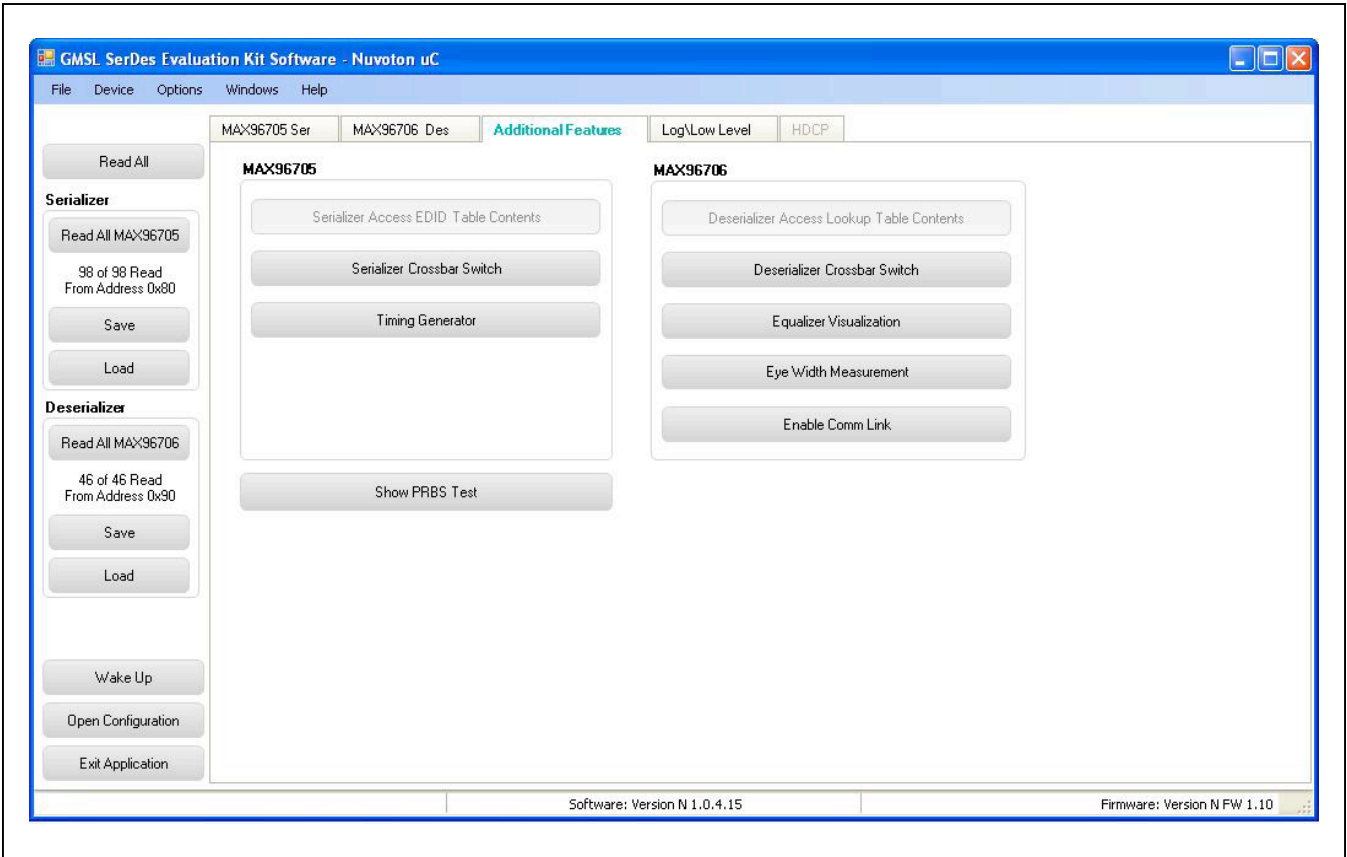 GMSL SerDes Evaluation Kit Software - Nuvoton uC
File Device Options Windows Help
MAX96705 Ser MAX96706 Des Additional Features Log\Low Level HDCP
Read All
Serializer
Read All MAX96705
98 of 98 Read
From Address 0x80
Save
Load
Deserializer
Read All MAX96706
46 of 46 Read
From Address 0x90
Save
Load
Wake Up
Open Configuration
Exit Application
MAX96705
Serializer Access EDID Table Contents
Serializer Crossbar Switch
Timing Generator
Show PRBS Test
MAX96706
Deserializer Access Lookup Table Contents
Deserializer Crossbar Switch
Equalizer Visualization
Eye Width Measurement
Enable Comm Link
Software: Version N 1.0.4.15
Firmware: Version N FW 1.10